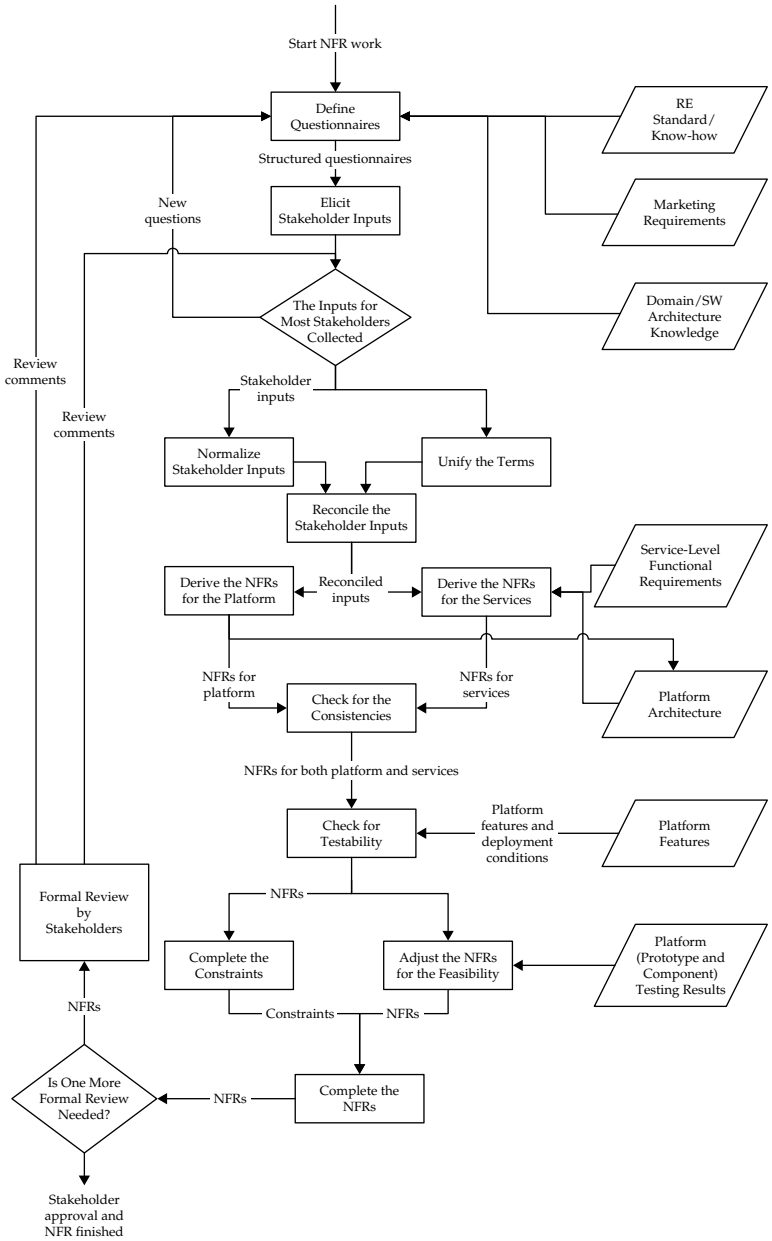 Start NFR work
Define
Questionnaires
RE
Standard/
Know-how
Structured questionnaires
New
questions
Elicit
Stakeholder Inputs
Marketing
Requirements
The Inputs for
Most Stakeholders
Collected
Domain/SW
Architecture
Knowledge
Review
comments
Review
comments
Stakeholder
inputs
Normalize
Stakeholder Inputs
Unify the Terms
Reconcile the
Stakeholder Inputs
Service-Level
Functional
Requirements
Derive the NFRs
for the Platform
Reconciled
inputs
Derive the NFRs
for the Services
NFRs for
platform
NFRs for
services
Check for the
Consistencies
Platform
Architecture
NFRs for both platform and services
Check for
Testability
Platform
features and
deployment
conditions
Platform
Features
Formal Review
by
Stakeholders
NFRs
Complete the
Constraints
Adjust the NFRs
for the Feasibility
Platform
(Prototype and
Component)
Testing Results
NFRs
Constraints
NFRs
Is One More
Formal Review
Needed?
NFRs
Complete the
NFRs
Stakeholder
approval and
NFR finished